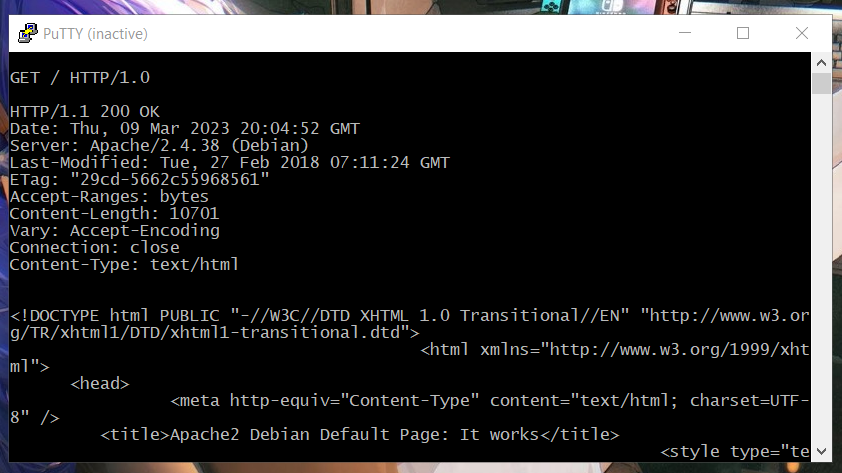 PuTTY (inactive)
GET / HTTP/1.0
HTTP/1.1 200 OK
Date: Thu, 09 Mar 2023 20:04:52 GMT
Server: Apache/2.4.38 (Debian)
Last-Modified: Tue, 27 Feb 2018 07:11:24 GMT
ETag: "29cd-5662c55968561"
Accept-Ranges: bytes
Content-Length: 10701
Vary: Accept-Encoding
Connection: close
Content-Type: text/html
<!DOCTYPE html PUBLIC "-//W3C//DTD XHTML 1.0 Transitional//EN" "http://www.w3.or
g/TR/xhtml1/DTD/xhtml1-transitional.dtd">
<html xmlns="http://www.w3.org/1999/xht
ml">
<head>
<meta http-equiv="Content-Type" content="text/html; charset=UTF-
8" />
<title>Apache2 Debian Default Page: It works</title>
<style type="te